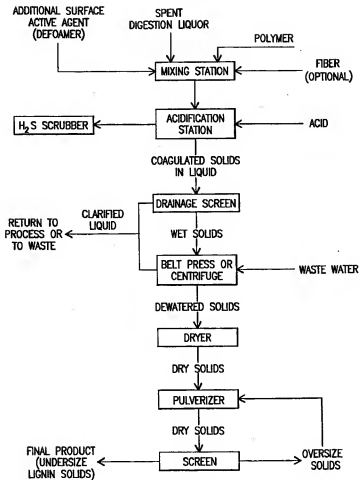 ADDITIONAL SURFACE
ACTIVE AGENT
(DEFOAMER)
SPENT
DIGESTION LIQUOR
POLYMER
MIXING STATION
FIBER
(OPTIONAL)
H2S SCRUBBER
ACIDIFICATION
STATION
ACID
COAGULATED SOLIDS
IN LIQUID
DRAINAGE SCREEN
CLARIFIED
LIQUID
RETURN TO
PROCESS OR
TO WASTE
WET SOLIDS
BELT PRESS OR
CENTRIFUGE
WASTE WATER
DEWATERED SOLIDS
DRYER
DRY SOLIDS
PULVERIZER
DRY SOLIDS
FINAL PRODUCT
(UNDERSIZE
LIGNIN SOLIDS)
SCREEN
OVERSIZE
SOLIDS